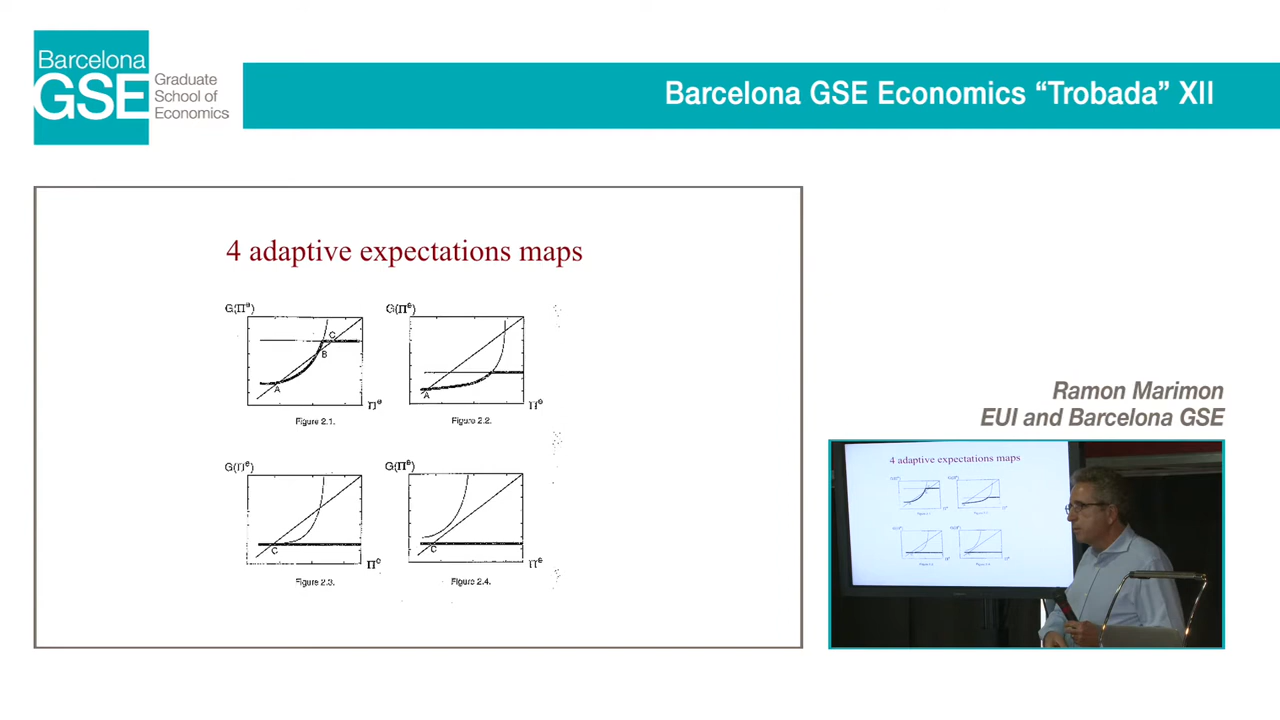 Barcelona
GSE
Graduate
School of
Economics
Barcelona GSE Economics “Trobada” XII
4 adaptive expectations maps
G(Πᵉ)
C
B
A
Πᵉ
Figure 2.1.
G(Πᵉ)
A
Πᵉ
Figure 2.2.
G(Πᵉ)
C
Πᵉ
Figure 2.3.
G(Πᵉ)
C
Πᵉ
Figure 2.4.
Ramon Marimon
EUI and Barcelona GSE
4 adaptive expectations maps